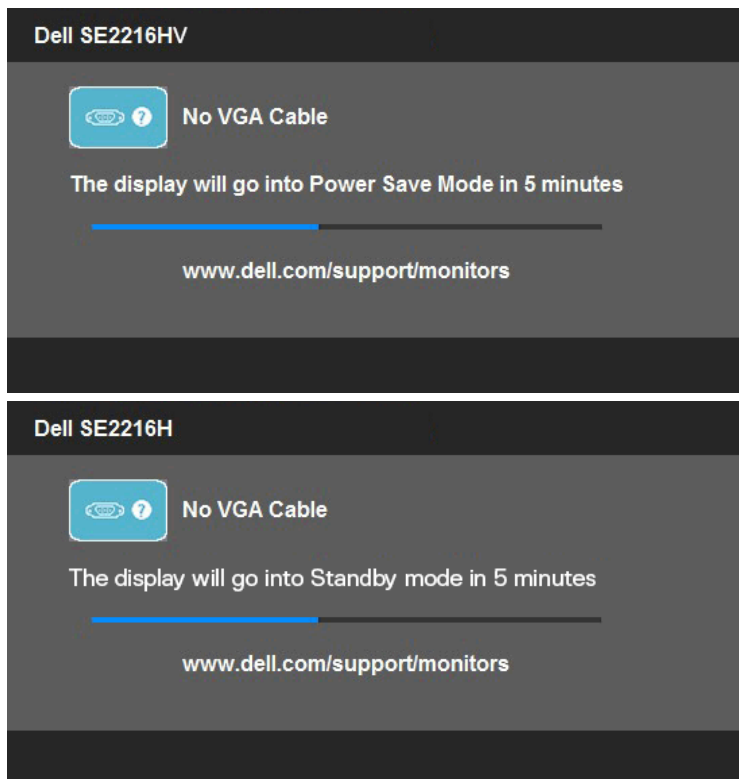 Dell SE2216HV
? No VGA Cable
The display will go into Power Save Mode in 5 minutes
www.dell.com/support/monitors
Dell SE2216H
? No VGA Cable
The display will go into Standby mode in 5 minutes
www.dell.com/support/monitors